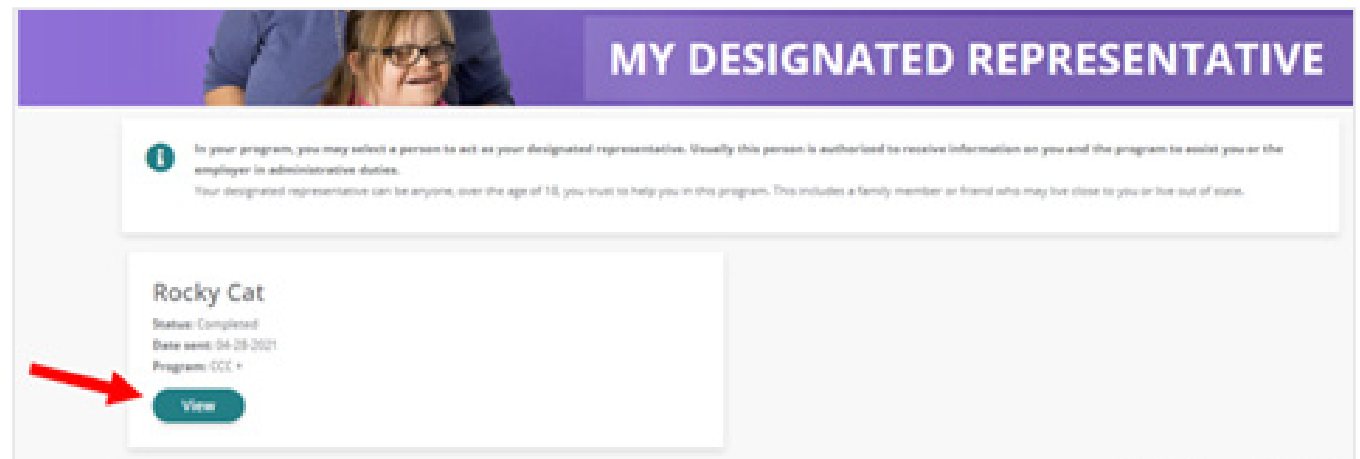 MY DESIGNATED REPRESENTATIVE
In your program, you may select a person to act as your designated representative. Usually this person is authorized to receive information on you and the program to assist you or the
employer in administrative duties.
Your designated representative can be anyone, over the age of 18, you trust to help you in this program. This includes a family member or friend who may live close to you or live out of state.
Rocky Cat
Status: Completed
Date sent: 04-28-2021
Program: CCC +
View